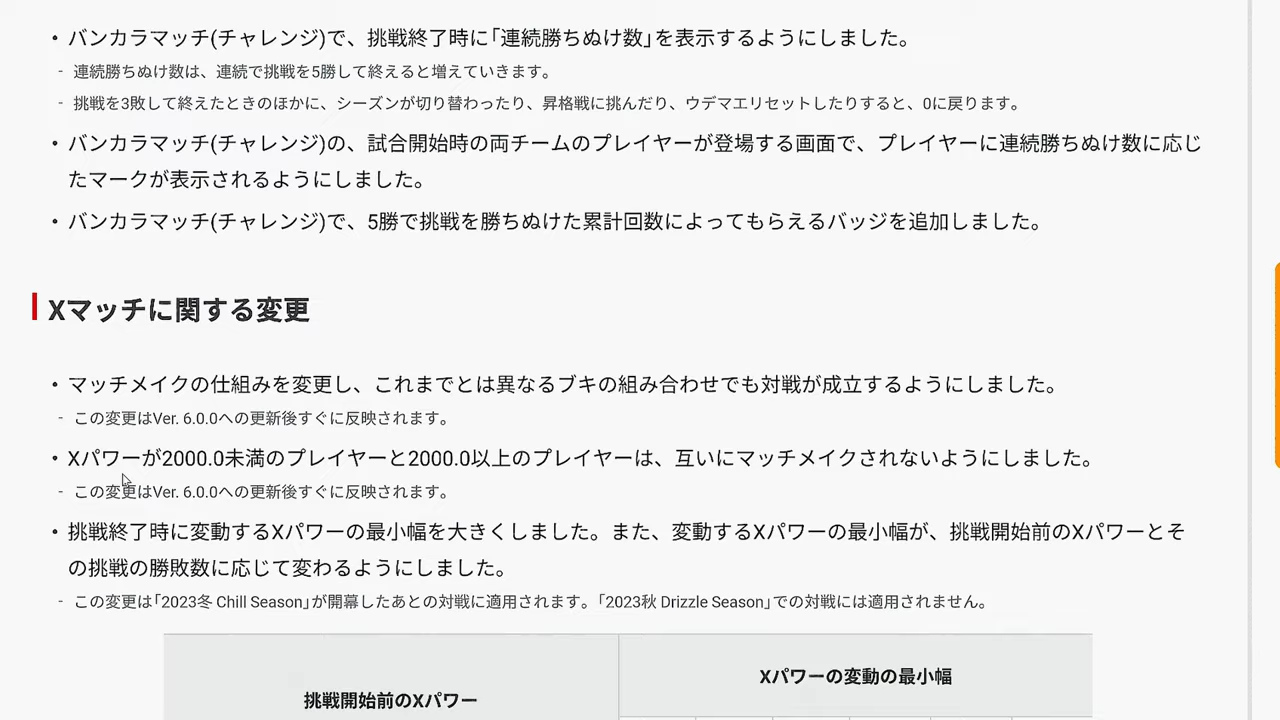 ・バンカラマッチ(チャレンジ)で、挑戦終了時に「連続勝ちぬけ数」を表示するようにしました。
- 連続勝ちぬけ数は、連続で挑戦を5勝して終えると増えていきます。
- 挑戦を3敗して終えたときのほかに、シーズンが切り替わったり、昇格戦に挑んだり、ウデマエリセットしたりすると、0に戻ります。
・バンカラマッチ(チャレンジ)の、試合開始時の両チームのプレイヤーが登場する画面で、プレイヤーに連続勝ちぬけ数に応じ
たマークが表示されるようにしました。
・バンカラマッチ(チャレンジ)で、5勝で挑戦を勝ちぬけた累計回数によってもらえるバッジを追加しました。
Xマッチに関する変更
・マッチメイクの仕組みを変更し、これまでとは異なるブキの組み合わせでも対戦が成立するようにしました。
- この変更はVer. 6.0.0への更新後すぐに反映されます。
・Xパワーが2000.0未満のプレイヤーと2000.0以上のプレイヤーは、互いにマッチメイクされないようにしました。
- この変更はVer. 6.0.0への更新後すぐに反映されます。
・挑戦終了時に変動するXパワーの最小幅を大きくしました。また、変動するXパワーの最小幅が、挑戦開始前のXパワーとそ
の挑戦の勝敗数に応じて変わるようにしました。
- この変更は「2023冬 Chill Season」が開幕したあとの対戦に適用されます。「2023秋 Drizzle Season」での対戦には適用されません。
Xパワーの変動の最小幅
挑戦開始前のXパワー